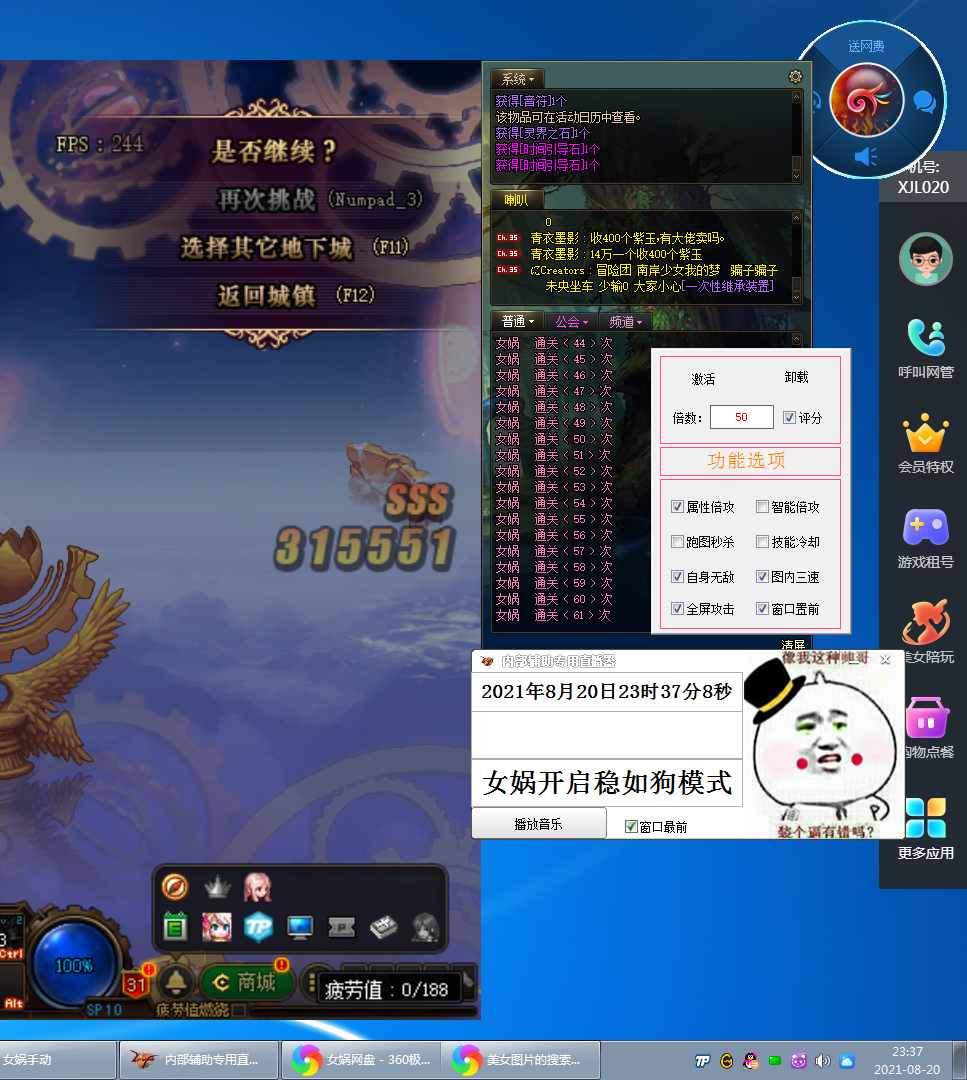 送网费
机号:
XJL020
呼叫网管
会员特权
游戏租号
美女陪玩
购物点餐
更多应用
FPS : 244
是否继续？
再次挑战 (Numpad_3)
选择其它地下城 (F11)
返回城镇 (F12)
SSS
315551
系统
获得[音符]1个
该物品可在活动日历中查看。
获得[灵界之石]1个
获得[时间引导石]1个
获得[时间引导石]1个
喇叭
0
Ch. 35 青衣墨影 : 收400个紫玉,有大佬卖吗。
Ch. 35 青衣墨影 : 14万一个收400个紫玉
Ch. 35 Creators : 冒险团 南岸少女我的梦 骗子骗子
未央坐车 少输0 大家小心[一次性继承装置]
普通 公会 频道
女娲 通关 < 44 > 次
女娲 通关 < 45 > 次
女娲 通关 < 46 > 次
女娲 通关 < 47 > 次
女娲 通关 < 48 > 次
女娲 通关 < 49 > 次
女娲 通关 < 50 > 次
女娲 通关 < 51 > 次
女娲 通关 < 52 > 次
女娲 通关 < 53 > 次
女娲 通关 < 54 > 次
女娲 通关 < 55 > 次
女娲 通关 < 56 > 次
女娲 通关 < 57 > 次
女娲 通关 < 58 > 次
女娲 通关 < 59 > 次
女娲 通关 < 60 > 次
女娲 通关 < 61 > 次
清屏
激活 卸载
倍数: 50 评分
功能选项
属性倍攻 智能倍攻
跑图秒杀 技能冷却
自身无敌 图内三速
全屏攻击 窗口置前
内部辅助专用直播器
2021年8月20日23时37分8秒
女娲开启稳如狗模式
播放音乐 窗口最前
像我这种帅哥
装个逼有错吗?
TP
Ctrl
Alt
100%
SP 10
31
商城
疲劳值 : 0/188
疲劳值燃烧
女娲手动
内部辅助专用直...
女娲网盘 - 360极...
美女图片的搜索...
TP
23:37
2021-08-20